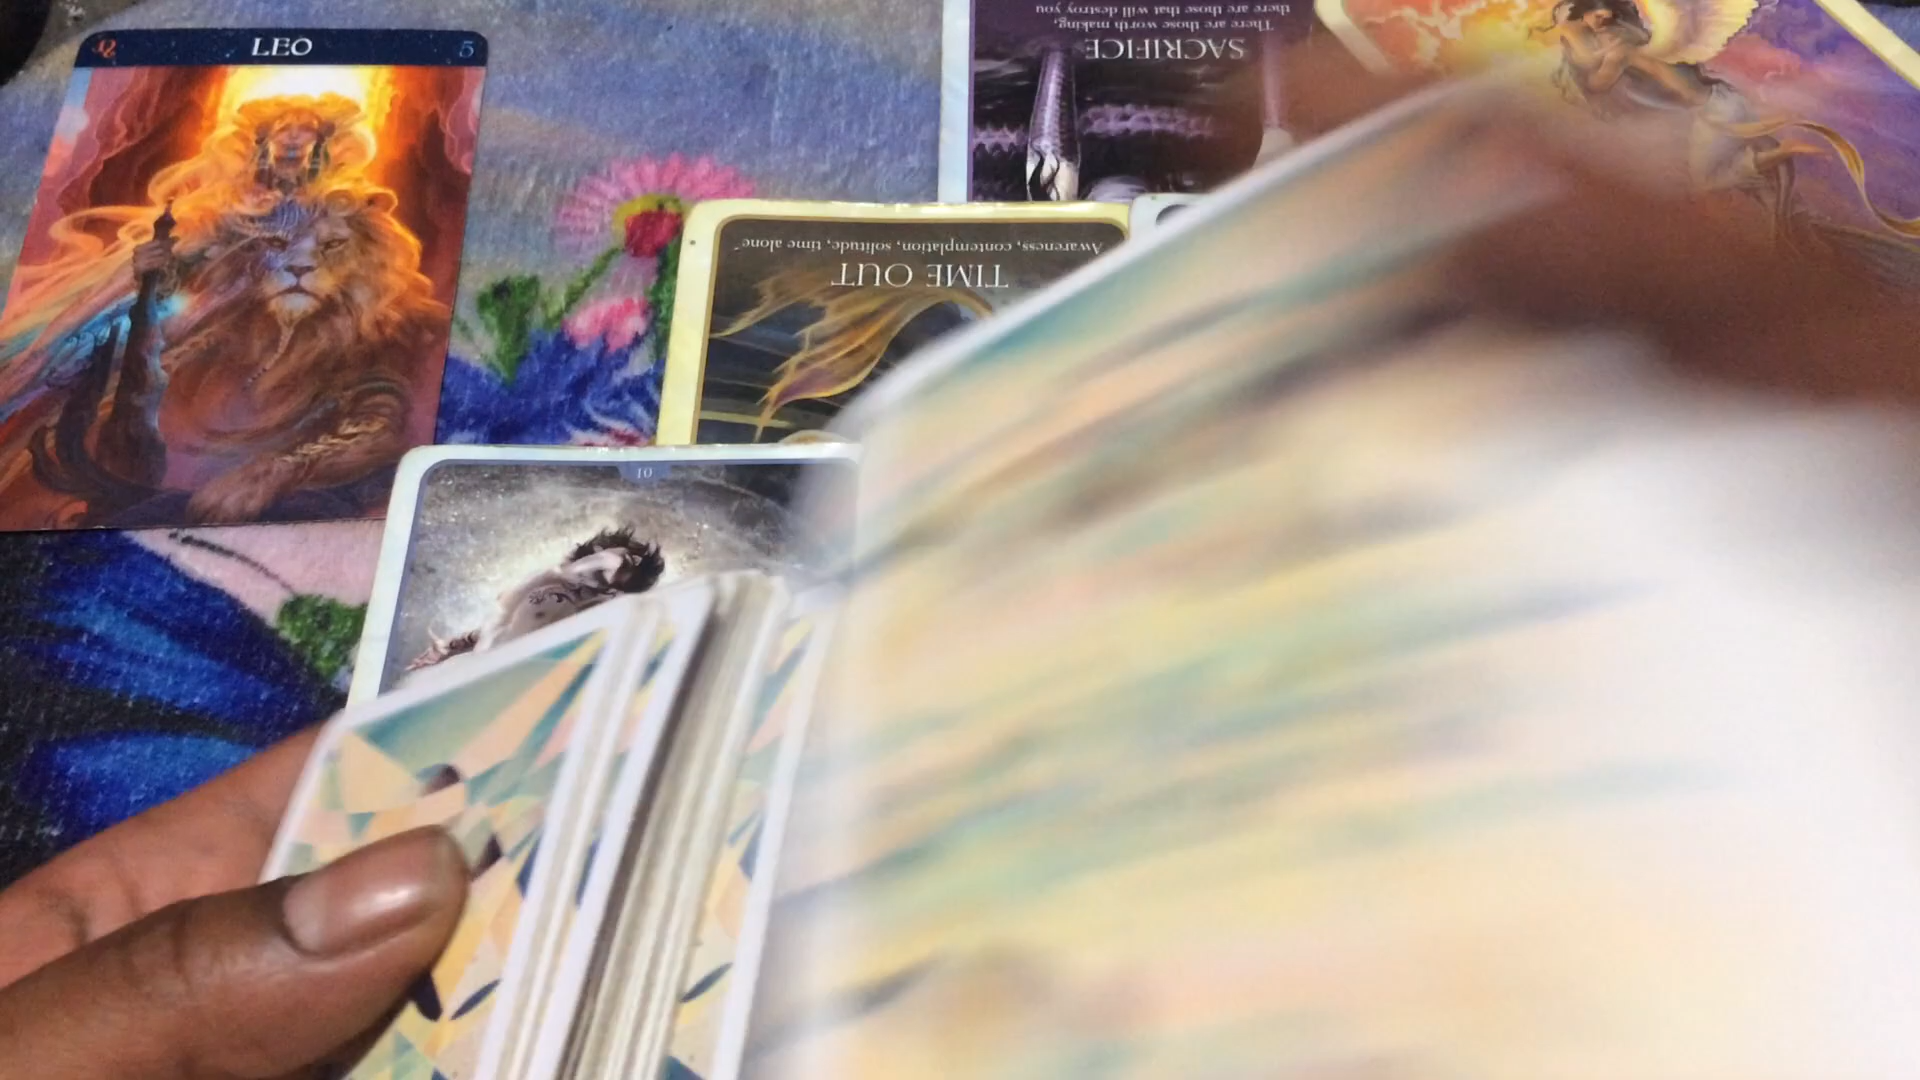 ♌ LEO 5
SACRIFICE
There are those worth making,
there are those that will destroy you
TIME OUT
Awareness, contemplation, solitude, time alone
10